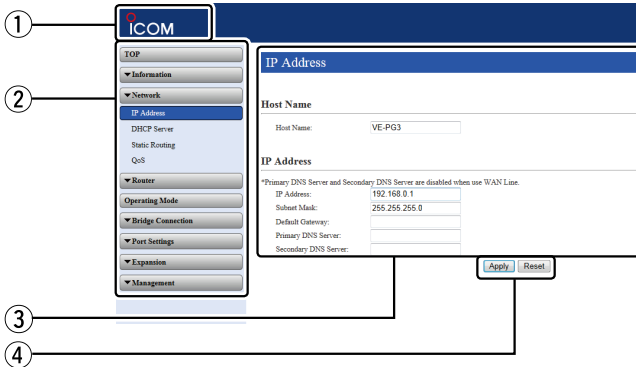 1
ICOM
2
TOP
▼Information
▼Network
IP Address
DHCP Server
Static Routing
QoS
▼Router
Operating Mode
▼Bridge Connection
▼Port Settings
▼Expansion
▼Management
IP Address
Host Name
Host Name: VE-PG3
IP Address
*Primary DNS Server and Secondary DNS Server are disabled when use WAN Line.
IP Address: 192.168.0.1
Subnet Mask: 255.255.255.0
Default Gateway:
Primary DNS Server:
Secondary DNS Server:
Apply Reset
3
4